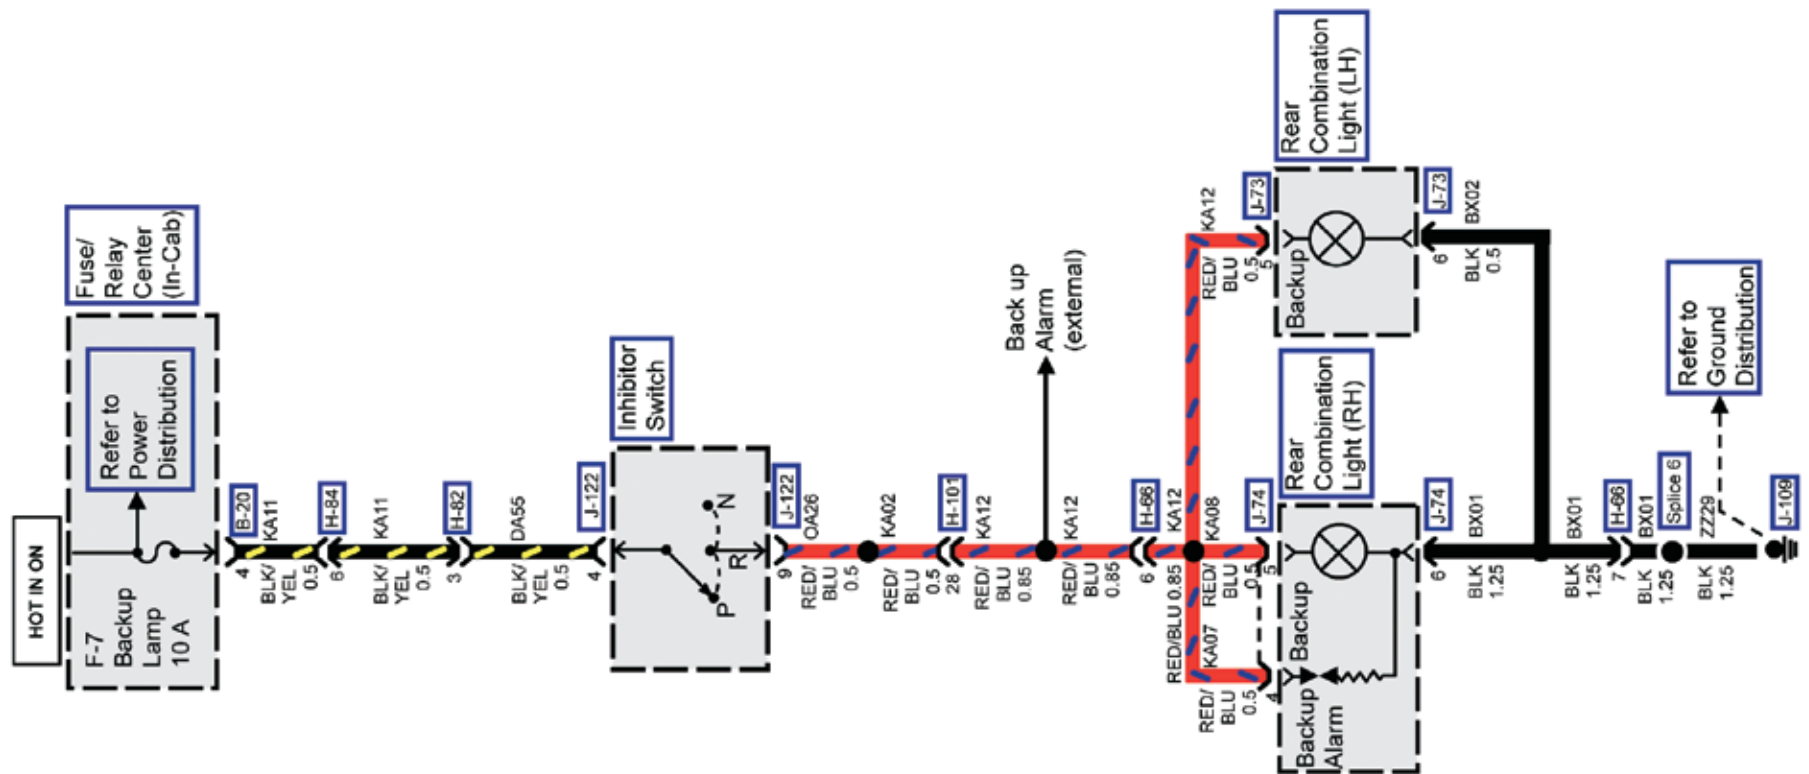 HOT IN ON
Fuse/
Relay
Center
(In-Cab)
Refer to
Power
Distribution
F-7
Backup
Lamp
10 A
B-20
4
KA11
BLK/
YEL
0.5
H-84
6
KA11
BLK/
YEL
0.5
H-82
3
DA55
BLK/
YEL
0.5
J-122
4
Inhibitor
Switch
P
R
N
J-122
9
QA26
RED/
BLU
0.5
KA02
RED/
BLU
0.5
H-101
28
KA12
RED/
BLU
0.85
Back up
Alarm
(external)
KA12
RED/
BLU
0.85
H-66
6
KA12
RED/BLU 0.85
KA07
RED/
BLU
0.5
4
KA08
RED/
BLU
0.5
5
J-74
KA12
RED/
BLU
0.5
5
J-73
Rear
Combination
Light (RH)
Backup
Alarm
Backup
Rear
Combination
Light (LH)
Backup
J-74
6
BX01
BLK
1.25
J-73
6
BX02
BLK
0.5
BX01
BLK
1.25
H-66
7
BX01
BLK
1.25
Splice 6
ZZ29
BLK
1.25
Refer to
Ground
Distribution
J-109